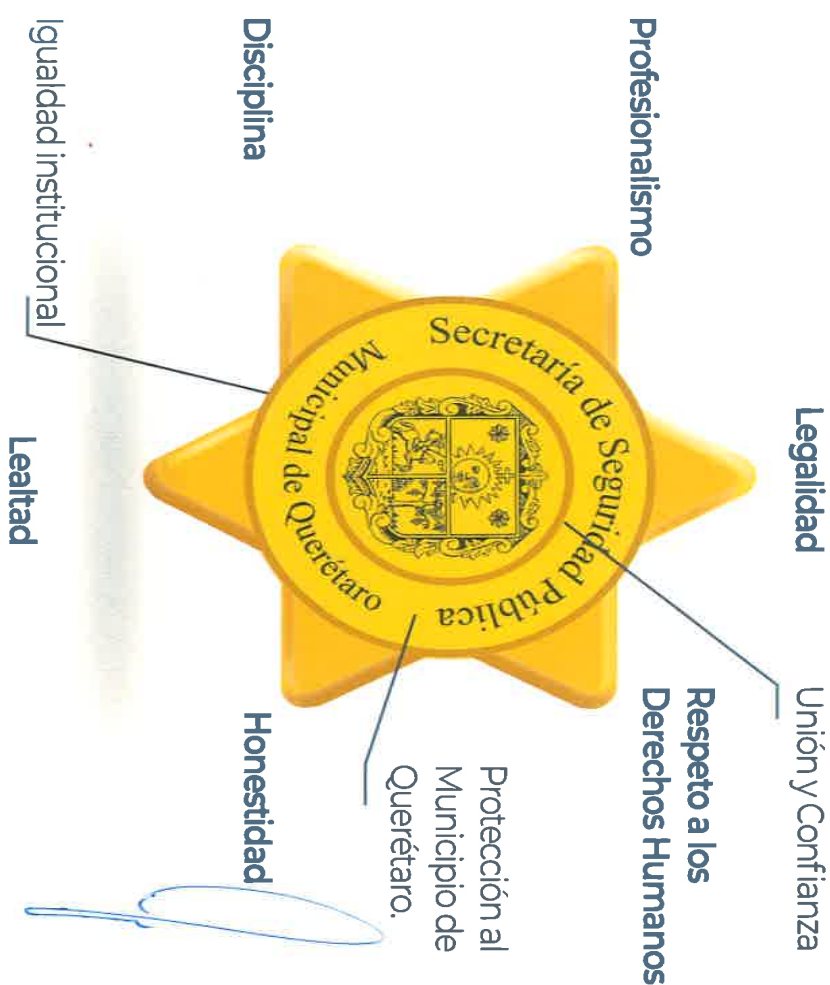 Legalidad
Unión y Confianza
Profesionalismo
Respeto a los
Derechos Humanos
Secretaría de Seguridad Pública
Municipal de Querétaro
Protección al
Municipio de
Querétaro.
Disciplina
Honestidad
Igualdad institucional
Lealtad